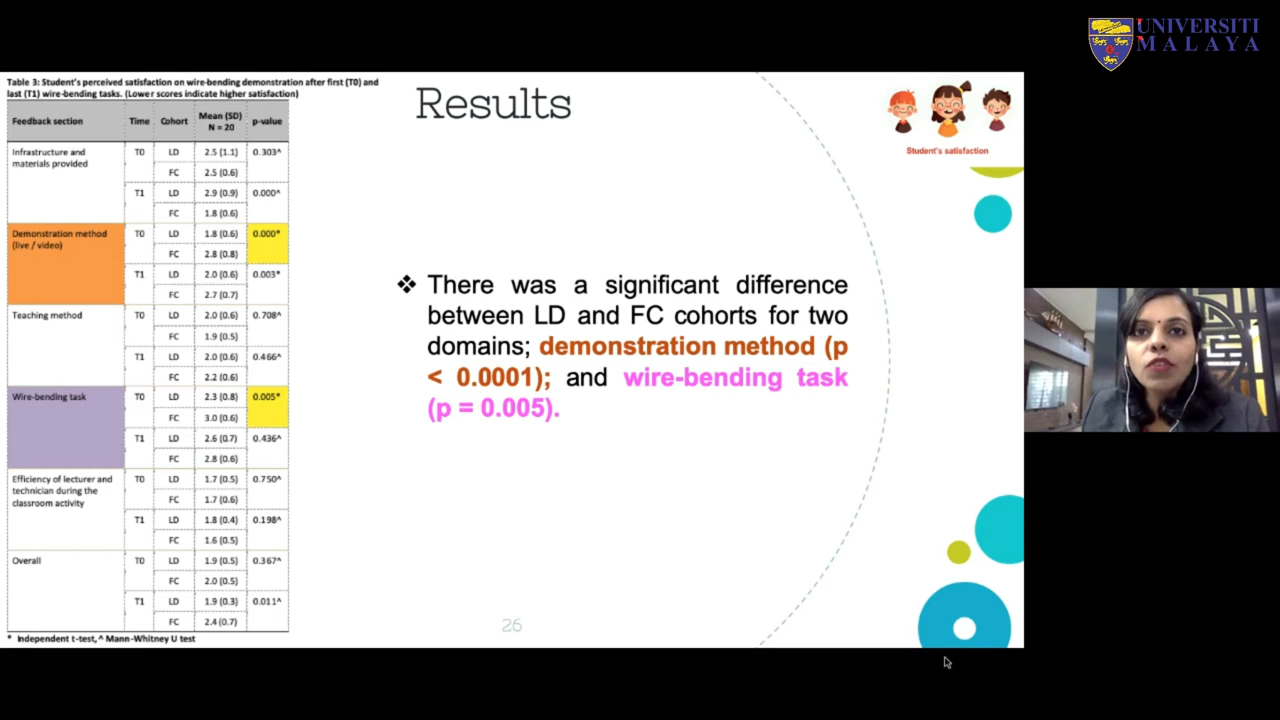 UNIVERSITI
MALAYA
Table 3: Student's perceived satisfaction on wire-bending demonstration after first (T0) and
last (T1) wire-bending tasks. (Lower scores indicate higher satisfaction)
Feedback section Time Cohort Mean (SD) N = 20 p-value
Infrastructure and materials provided T0 LD 2.5 (1.1) 0.303^
FC 2.5 (0.6)
T1 LD 2.9 (0.9) 0.000^
FC 1.8 (0.6)
Demonstration method (live / video) T0 LD 1.8 (0.6) 0.000*
FC 2.8 (0.8)
T1 LD 2.0 (0.6) 0.003*
FC 2.7 (0.7)
Teaching method T0 LD 2.0 (0.6) 0.708^
FC 1.9 (0.5)
T1 LD 2.0 (0.6) 0.466^
FC 2.2 (0.6)
Wire-bending task T0 LD 2.3 (0.8) 0.005*
FC 3.0 (0.6)
T1 LD 2.6 (0.7) 0.436^
FC 2.8 (0.6)
Efficiency of lecturer and technician during the classroom activity T0 LD 1.7 (0.5) 0.750^
FC 1.7 (0.6)
T1 LD 1.8 (0.4) 0.198^
FC 1.6 (0.5)
Overall T0 LD 1.9 (0.5) 0.367^
FC 2.0 (0.5)
T1 LD 1.9 (0.3) 0.011^
FC 2.4 (0.7)
* Independent t-test, ^ Mann-Whitney U test
Results
Student's satisfaction
❖ There was a significant difference
between LD and FC cohorts for two
domains; demonstration method (p
< 0.0001); and wire-bending task
(p = 0.005).
26